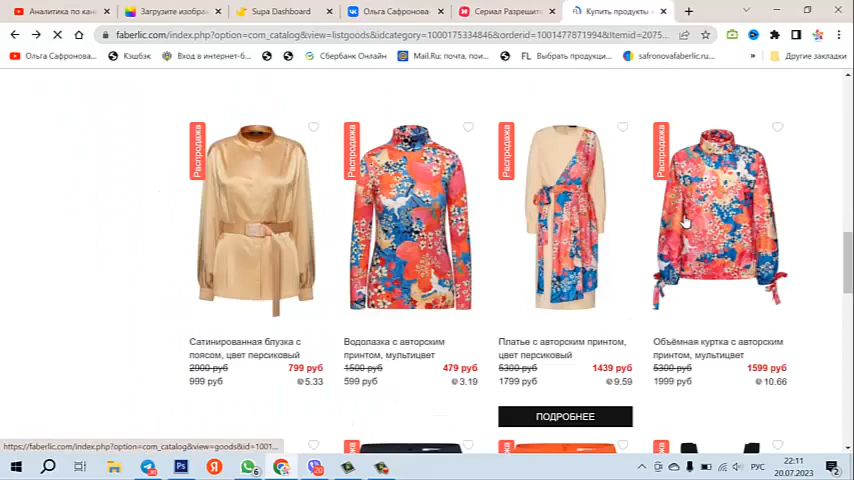 Аналитика по кан
Загрузите изображ
Supa Dashboard
Ольга Сафронова
Сериал Разрешит
Купить продукты
faberlic.com/index.php?option=com_catalog&view=listgoods&idcategory=1000175334846&orderid=1001477871994&Itemid=2075...
Ольга Сафронова...
Кэшбэк
Вход в интернет-б...
Сбербанк Онлайн
Mail.Ru: почта, пои...
FL
Выбрать продукци...
safronovafaberlic.ru...
»
Другие закладки
Распродажа
Распродажа
Распродажа
Распродажа
Сатинированная блузка с
поясом, цвет персиковый
2900 руб 799 руб
999 руб 5.33
Водолазка с авторским
принтом, мультицвет
1500 руб 479 руб
599 руб 3.19
Платье с авторским принтом,
цвет персиковый
5300 руб 1439 руб
1799 руб 9.59
Объёмная куртка с авторским
принтом, мультицвет
5300 руб 1599 руб
1999 руб 10.66
ПОДРОБНЕЕ
https://faberlic.com/index.php?option=com_catalog&view=goods&id=1001...
РУС
22:11
20.07.2023